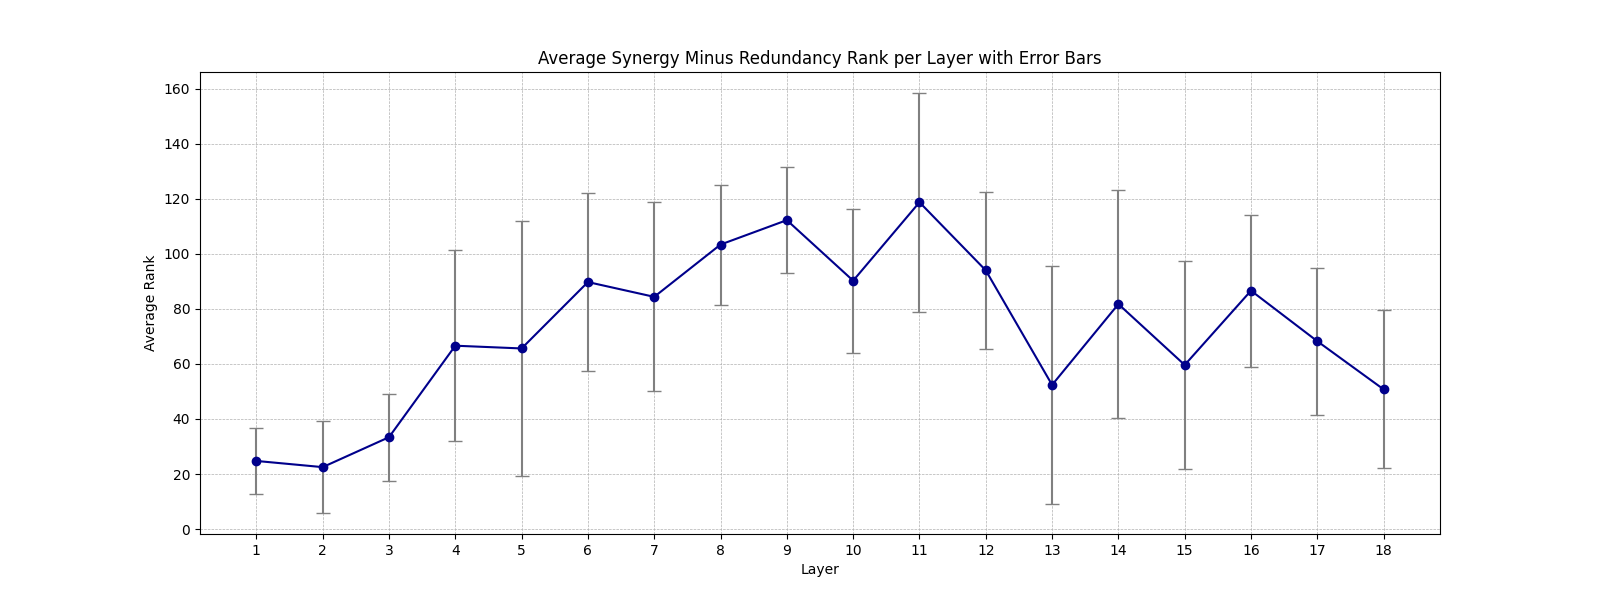 Average Synergy Minus Redundancy Rank per Layer with Error Bars
160
140
120
100
80
60
40
20
0
Average Rank
1 2 3 4 5 6 7 8 9 10 11 12 13 14 15 16 17 18
Layer